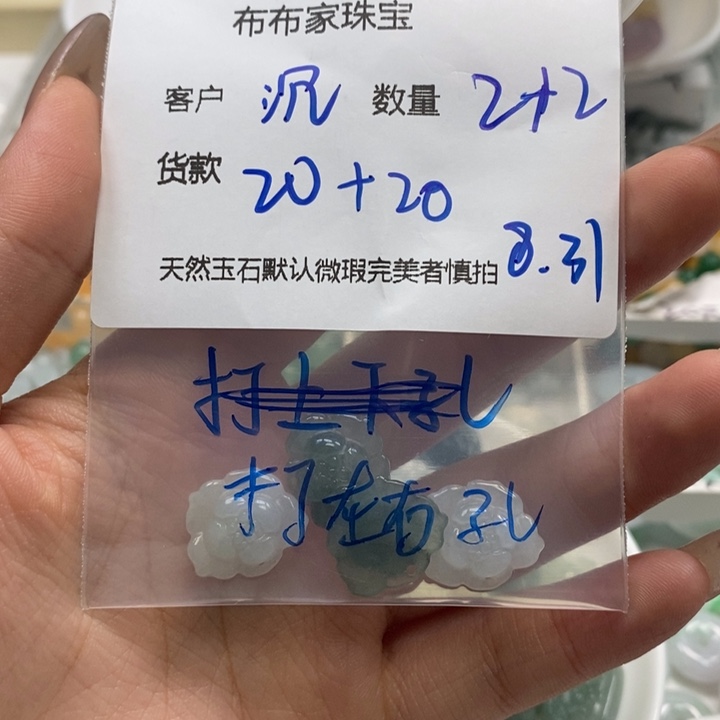 布布家珠宝
客户 沉 数量 2+2
货款 20+20
天然玉石默认微瑕完美者慎拍 8.31
打上下孔
打左右孔